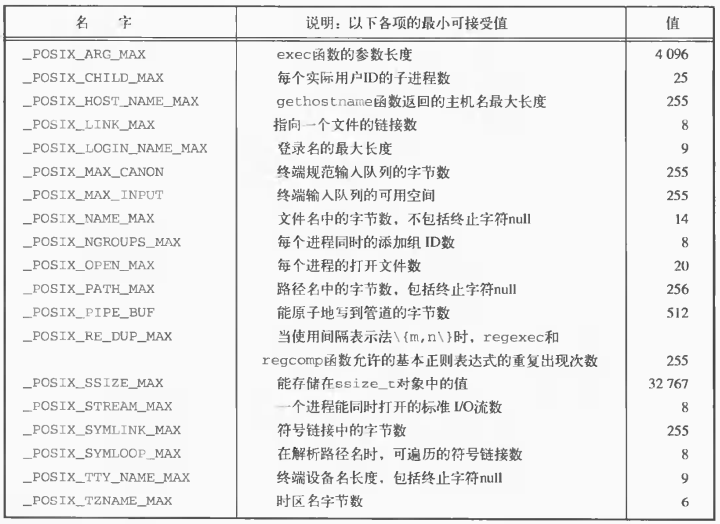 名 字 说明：以下各项的最小可接受值 值
_POSIX_ARG_MAX exec函数的参数长度 4 096
_POSIX_CHILD_MAX 每个实际用户ID的子进程数 25
_POSIX_HOST_NAME_MAX gethostname函数返回的主机名最大长度 255
_POSIX_LINK_MAX 指向一个文件的链接数 8
_POSIX_LOGIN_NAME_MAX 登录名的最大长度 9
_POSIX_MAX_CANON 终端规范输入队列的字节数 255
_POSIX_MAX_INPUT 终端输入队列的可用空间 255
_POSIX_NAME_MAX 文件名中的字节数，不包括终止字符null 14
_POSIX_NGROUPS_MAX 每个进程同时的添加组 ID数 8
_POSIX_OPEN_MAX 每个进程的打开文件数 20
_POSIX_PATH_MAX 路径名中的字节数，包括终止字符null 256
_POSIX_PIPE_BUF 能原子地写到管道的字节数 512
_POSIX_RE_DUP_MAX 当使用间隔表示法\{m,n\}时，regexec和
regcomp函数允许的基本正则表达式的重复出现次数 255
_POSIX_SSIZE_MAX 能存储在ssize_t对象中的值 32 767
_POSIX_STREAM_MAX 一个进程能同时打开的标准 I/O流数 8
_POSIX_SYMLINK_MAX 符号链接中的字节数 255
_POSIX_SYMLOOP_MAX 在解析路径名时，可遍历的符号链接数 8
_POSIX_TTY_NAME_MAX 终端设备名长度，包括终止字符null 9
_POSIX_TZNAME_MAX 时区名字节数 6